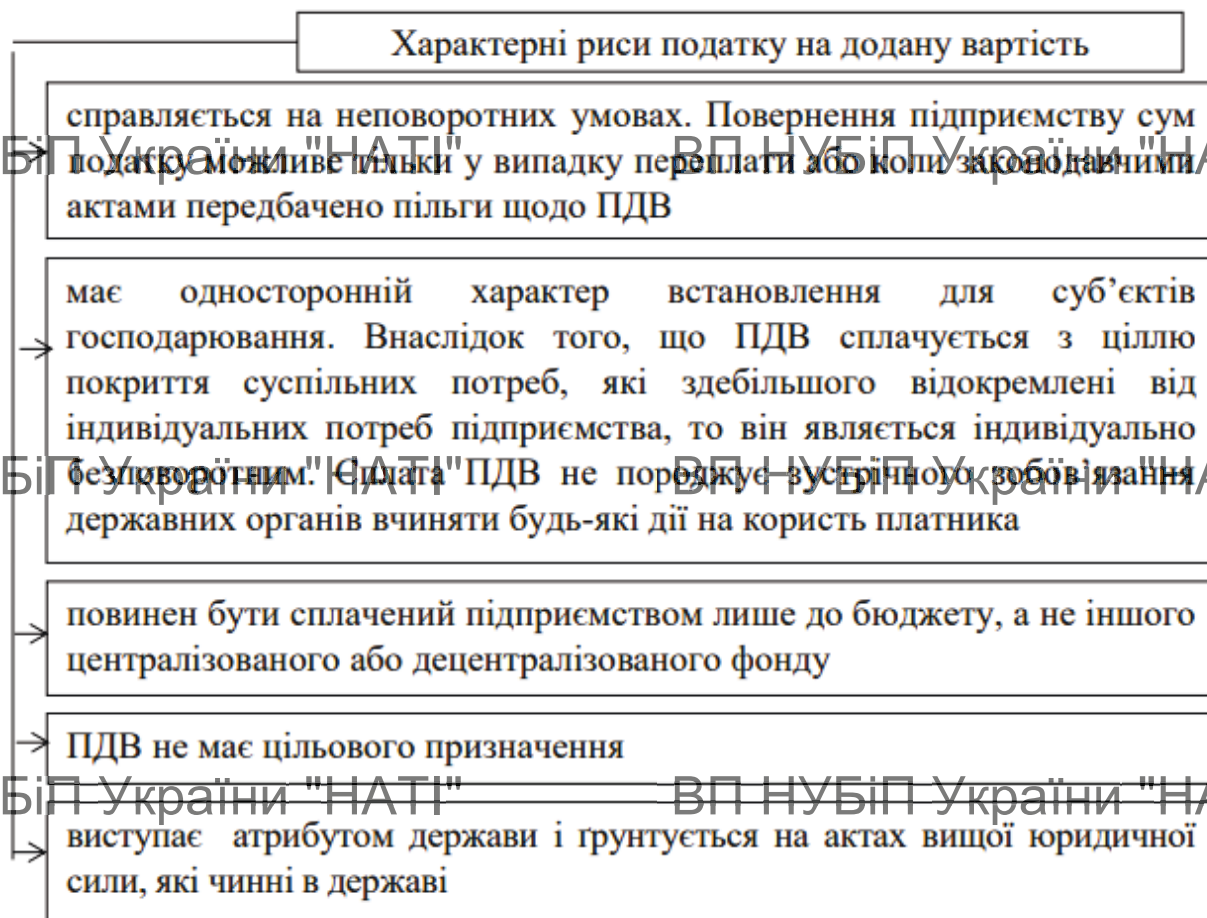 Характерні риси податку на додану вартість
справляється на неповоротних умовах. Повернення підприємству сум
податку можливе тільки у випадку переплати або коли законодавчими
актами передбачено пільги щодо ПДВ
БіП України "НАТІ" ВП НУБіП України "НА
має односторонній характер встановлення для суб’єктів
господарювання. Внаслідок того, що ПДВ сплачується з ціллю
покриття суспільних потреб, які здебільшого відокремлені від
індивідуальних потреб підприємства, то він являється індивідуально
безповоротним. Сплата ПДВ не породжує зустрічного зобов’язання
державних органів вчиняти будь-які дії на користь платника
БіП України "НАТІ" ВП НУБіП України "НА
повинен бути сплачений підприємством лише до бюджету, а не іншого
централізованого або децентралізованого фонду
ПДВ не має цільового призначення
БіП України "НАТІ" ВП НУБіП України "НА
виступає атрибутом держави і ґрунтується на актах вищої юридичної
сили, які чинні в державі